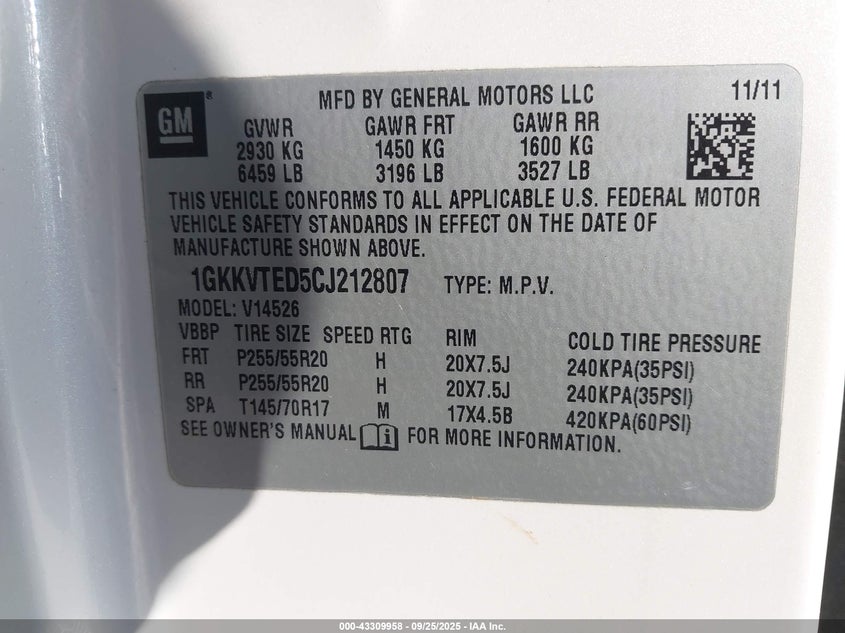 GM®
MFD BY GENERAL MOTORS LLC 11/11
GVWR GAWR FRT GAWR RR
2930 KG 1450 KG 1600 KG
6459 LB 3196 LB 3527 LB
THIS VEHICLE CONFORMS TO ALL APPLICABLE U.S. FEDERAL MOTOR
VEHICLE SAFETY STANDARDS IN EFFECT ON THE DATE OF
MANUFACTURE SHOWN ABOVE.
1GKKVTED5CJ212807 TYPE: M.P.V.
MODEL: V14526
VBBP TIRE SIZE SPEED RTG RIM COLD TIRE PRESSURE
FRT P255/55R20 H 20X7.5J 240KPA(35PSI)
RR P255/55R20 H 20X7.5J 240KPA(35PSI)
SPA T145/70R17 M 17X4.5B 420KPA(60PSI)
SEE OWNER'S MANUAL i FOR MORE INFORMATION.
000-43309958 - 09/25/2025 - IAA Inc.